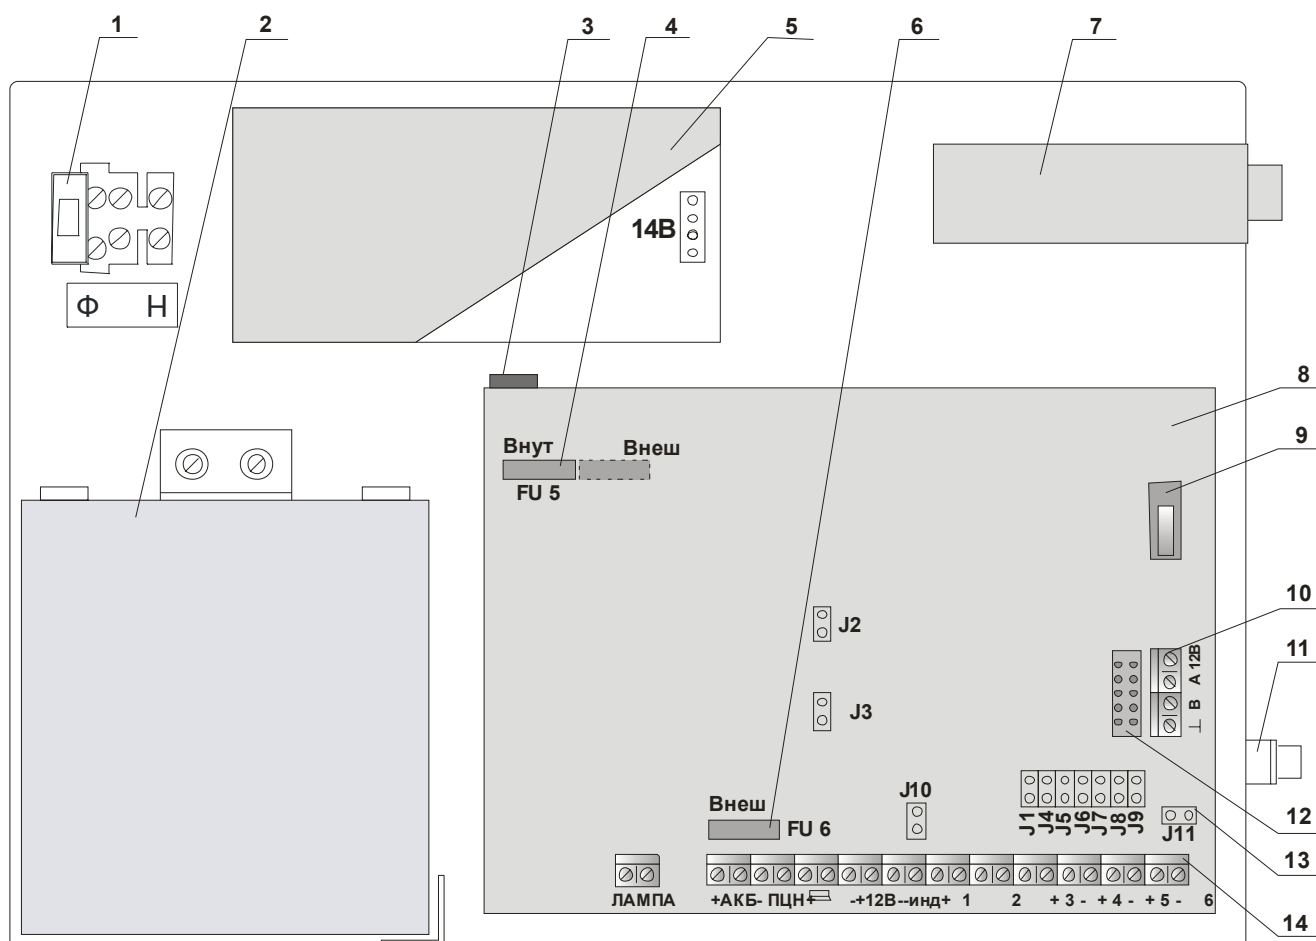 1 2 3 4 5 6 7
14В
Ф Н
8
Внут Внеш
9
FU 5
10
J2
12В
А
В
⊥
11
J3
J10
Внеш
FU 6
J1 J4 J5 J6 J7 J8 J9
J11
12
13
ЛАМПА +АКБ- ПЦН+ -+12В--инд+ 1 2 + 3 - + 4 - + 5 - 6
14